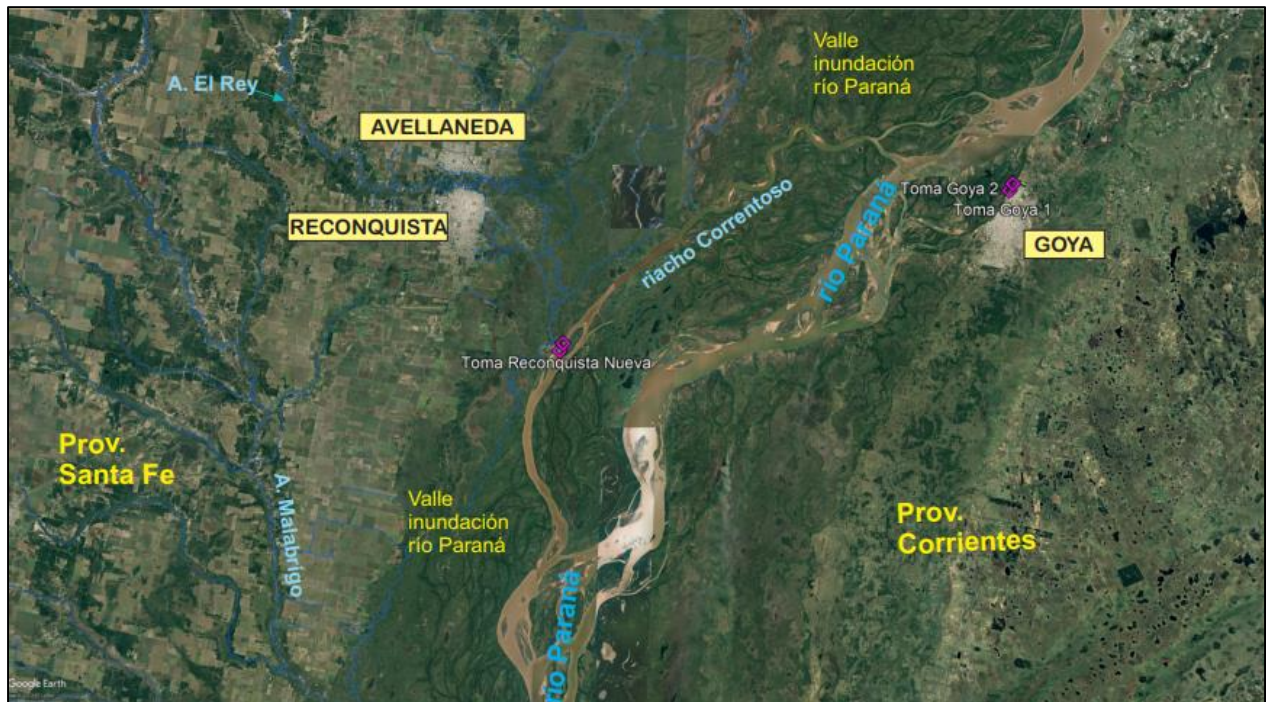 Valle
inundación
río Paraná
A. El Rey
AVELLANEDA
RECONQUISTA
riacho Correntoso
río Paraná
Toma Goya 2
Toma Goya 1
GOYA
Toma Reconquista Nueva
Prov.
Santa Fe
A. Malabrigo
Valle
inundación
río Paraná
Prov.
Corrientes
río Paraná
Google Earth